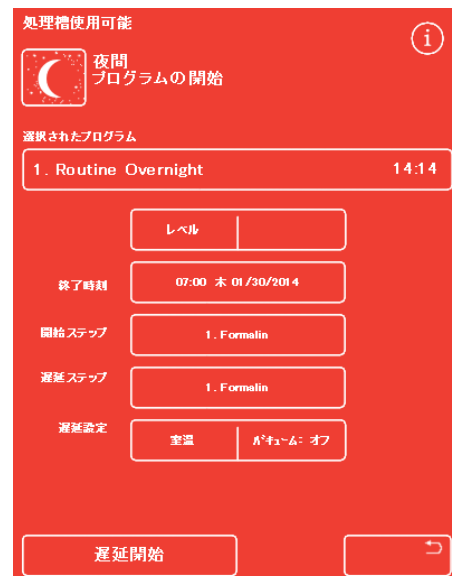 処理槽使用可能
i
夜間
プログラムの開始
選択されたプログラム
1. Routine Overnight 14:14
レベル
終了時刻 07:00 木 01/30/2014
開始ステップ 1. Formalin
遅延ステップ 1. Formalin
遅延設定 室温 バキューム: オフ
遅延開始